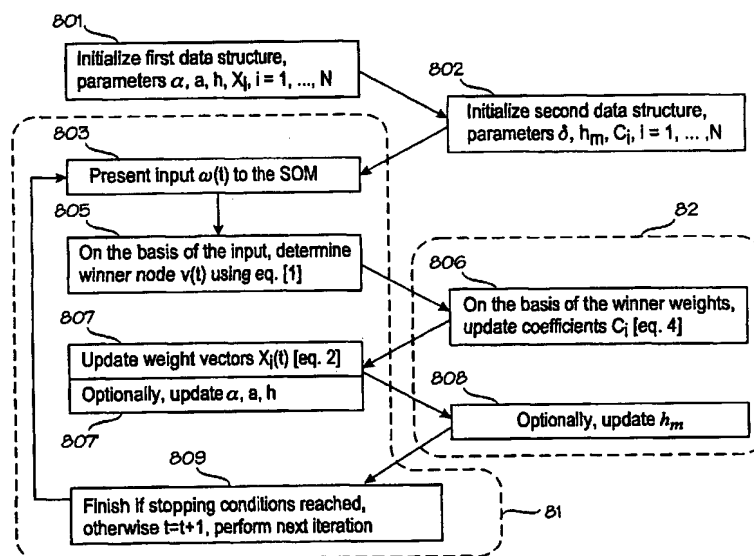 801
Initialize first data structure,
parameters α, a, h, Xi, i = 1, ..., N
802
Initialize second data structure,
parameters δ, hm, Ci, i = 1, ... ,N
803
Present input ω(t) to the SOM
805
On the basis of the input, determine
winner node v(t) using eq. [1]
82
806
On the basis of the winner weights,
update coefficients Ci [eq. 4]
807
Update weight vectors Xi(t) [eq. 2]
Optionally, update α, a, h
807'
808
Optionally, update hm
809
Finish if stopping conditions reached,
otherwise t=t+1, perform next iteration
81